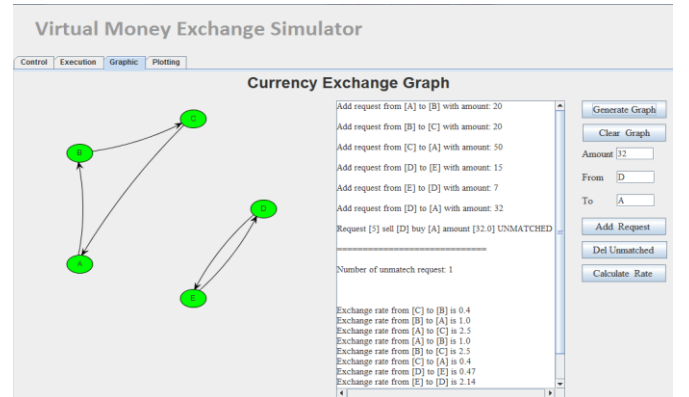 Virtual Money Exchange Simulator
Control Execution Graphic Plotting
Currency Exchange Graph
C
B
D
A
E
Add request from [A] to [B] with amount: 20
Add request from [B] to [C] with amount: 20
Add request from [C] to [A] with amount: 50
Add request from [D] to [E] with amount: 15
Add request from [E] to [D] with amount: 7
Add request from [D] to [A] with amount: 32
Request [5] sell [D] buy [A] amount [32.0] UNMATCHED
==============================
Number of unmatech request: 1
Exchange rate from [C] to [B] is 0.4
Exchange rate from [B] to [A] is 1.0
Exchange rate from [A] to [C] is 2.5
Exchange rate from [A] to [B] is 1.0
Exchange rate from [B] to [C] is 2.5
Exchange rate from [C] to [A] is 0.4
Exchange rate from [D] to [E] is 0.47
Exchange rate from [E] to [D] is 2.14
Generate Graph
Clear Graph
Amount 32
From D
To A
Add Request
Del Unmatched
Calculate Rate